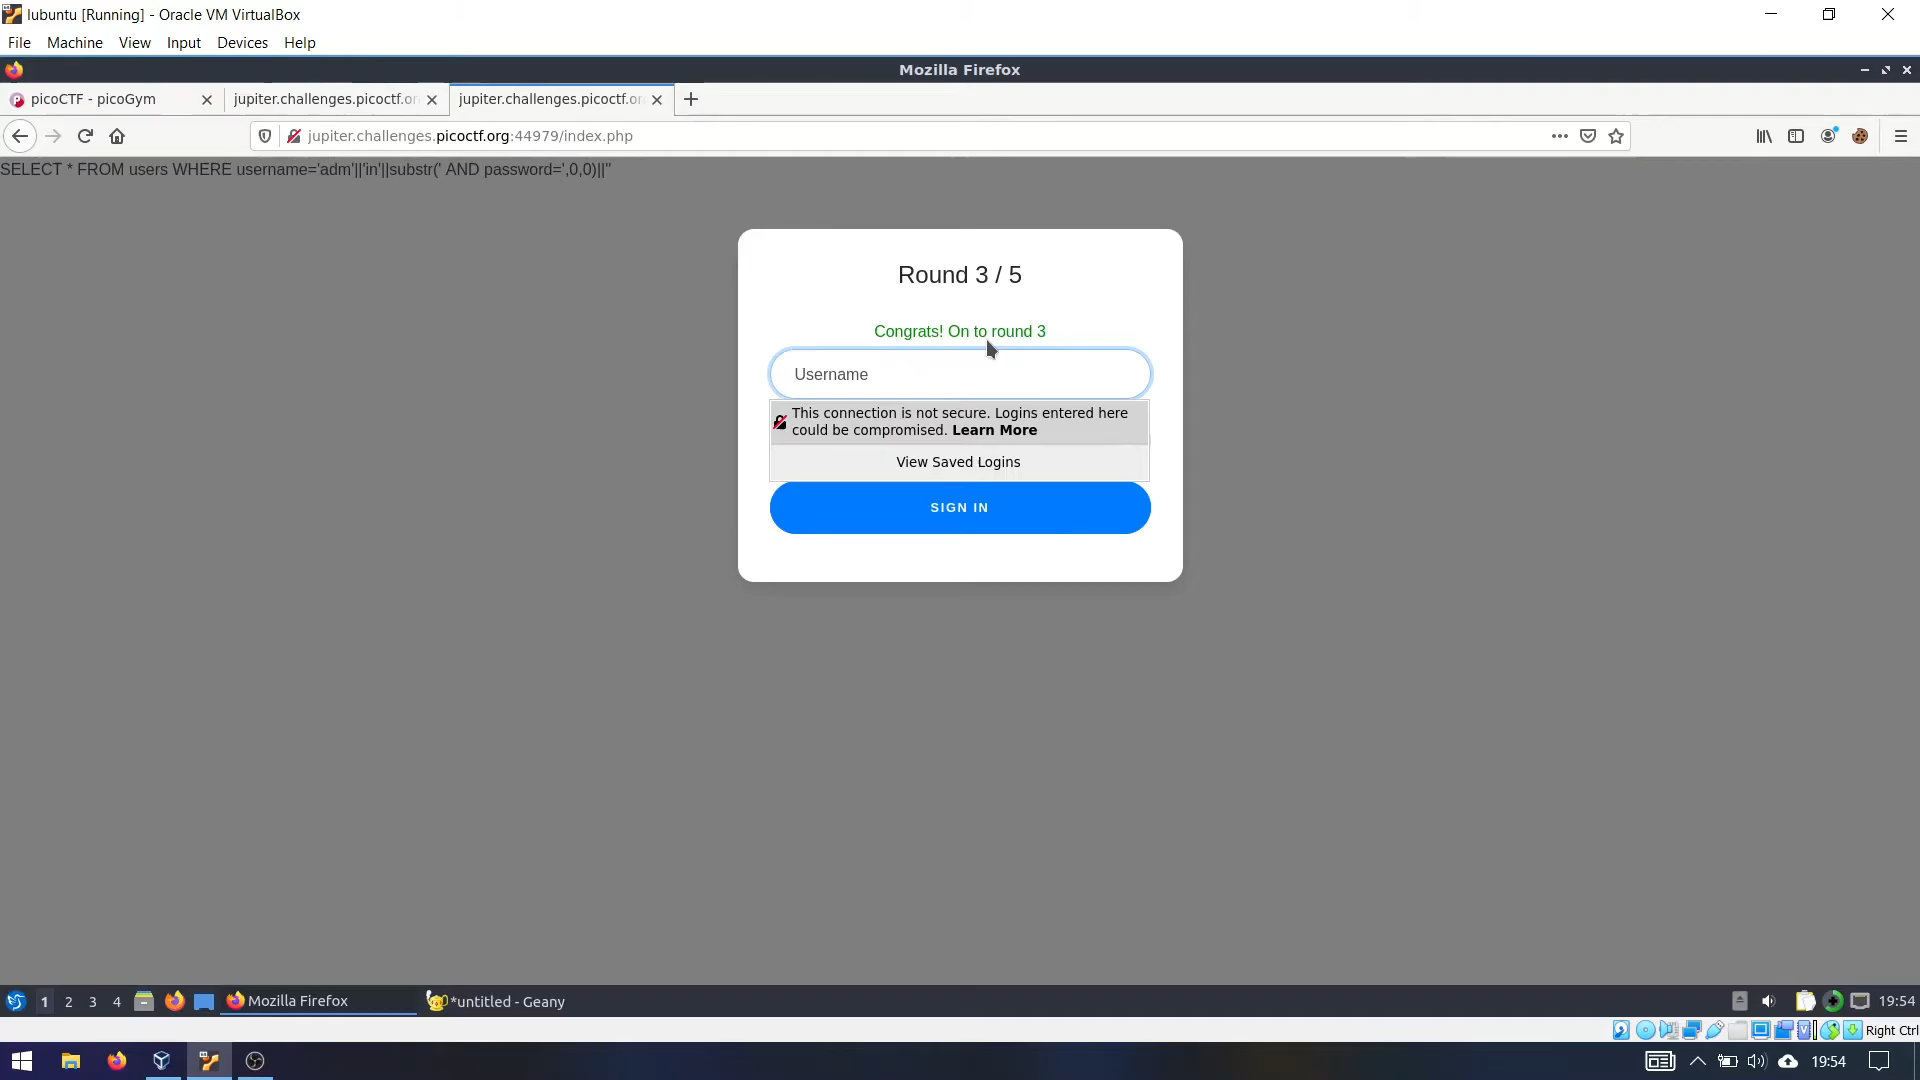 lubuntu [Running] - Oracle VM VirtualBox
File Machine View Input Devices Help
Mozilla Firefox
picoCTF - picoGym
jupiter.challenges.picoctf.or
jupiter.challenges.picoctf.or
jupiter.challenges.picoctf.org:44979/index.php
SELECT * FROM users WHERE username='adm'||'in'||substr(' AND password=',0,0)||''
Round 3 / 5
Congrats! On to round 3
Username
This connection is not secure. Logins entered here
could be compromised. Learn More
View Saved Logins
SIGN IN
1 2 3 4 Mozilla Firefox *untitled - Geany 19:54
Right Ctrl
19:54